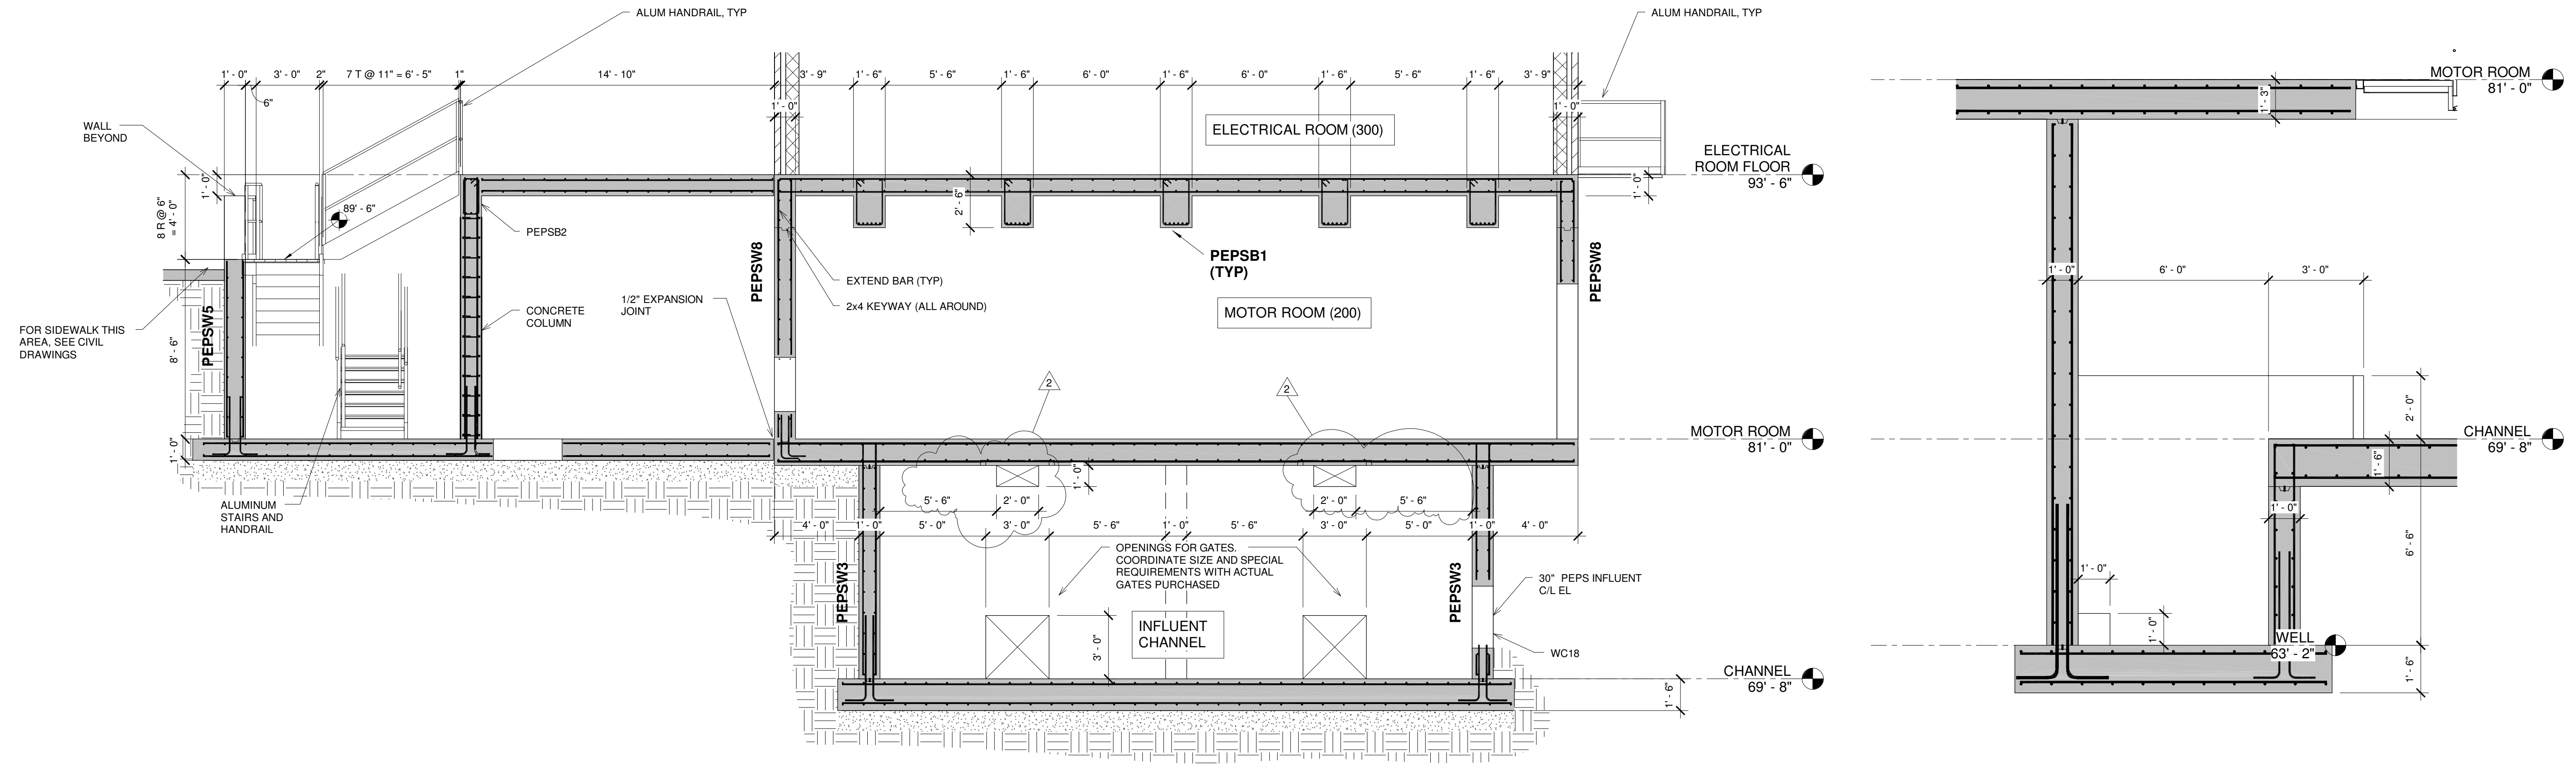 ALUM HANDRAIL, TYP
ALUM HANDRAIL, TYP
1' - 0"
3' - 0"
2"
7 T @ 11" = 6' - 5"
1"
14' - 10"
3' - 9"
1' - 6"
5' - 6"
1' - 6"
6' - 0"
1' - 6"
6' - 0"
1' - 6"
5' - 6"
1' - 6"
3' - 9"
6"
1' - 0"
1' - 0"
WALL
BEYOND
ELECTRICAL ROOM (300)
ELECTRICAL
ROOM FLOOR
93' - 6"
1' - 0"
8 R @ 6"
= 4' - 0"
89' - 6"
2' - 6"
1' - 0"
PEPSB2
PEPSW8
PEPSB1
(TYP)
PEPSW8
EXTEND BAR (TYP)
2x4 KEYWAY (ALL AROUND)
1/2" EXPANSION
JOINT
CONCRETE
COLUMN
MOTOR ROOM (200)
FOR SIDEWALK THIS
AREA, SEE CIVIL
DRAWINGS
PEPSW5
8' - 6"
2
2
1' - 0"
MOTOR ROOM
81' - 0"
1' - 0"
ALUMINUM
STAIRS AND
HANDRAIL
5' - 6"
2' - 0"
2' - 0"
5' - 6"
4' - 0"
1' - 0"
5' - 0"
3' - 0"
5' - 6"
1' - 0"
5' - 6"
3' - 0"
5' - 0"
1' - 0"
4' - 0"
OPENINGS FOR GATES.
COORDINATE SIZE AND SPECIAL
REQUIREMENTS WITH ACTUAL
GATES PURCHASED
PEPSW3
PEPSW3
30" PEPS INFLUENT
C/L EL
INFLUENT
CHANNEL
3' - 0"
WC18
CHANNEL
69' - 8"
1' - 6"
MOTOR ROOM
81' - 0"
1' - 3"
1' - 0"
6' - 0"
3' - 0"
2' - 0"
CHANNEL
69' - 8"
1' - 6"
1' - 0"
6' - 6"
1' - 0"
1' - 0"
WELL
63' - 2"
1' - 6"